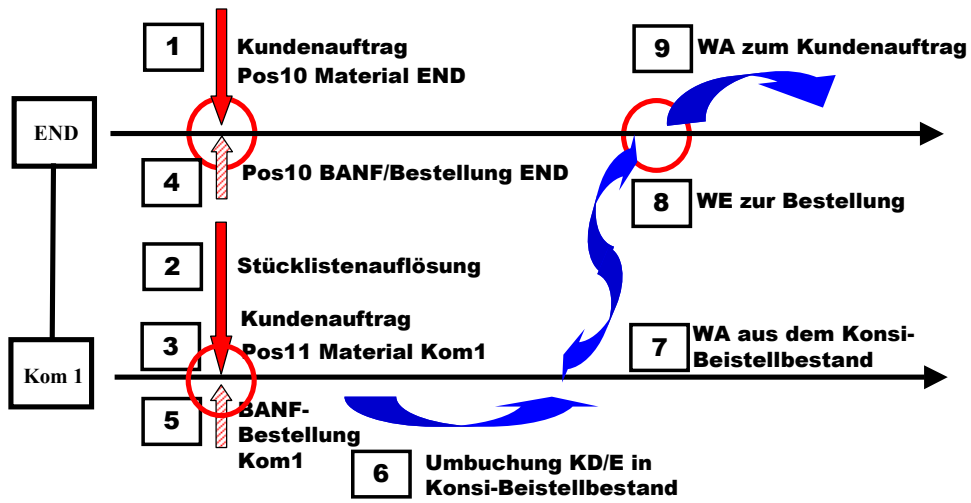 1
Kundenauftrag
Pos10 Material END
9
WA zum Kundenauftrag
END
4
Pos10 BANF/Bestellung END
8
WE zur Bestellung
2
Stücklistenauflösung
3
Kundenauftrag
Pos11 Material Kom1
7
WA aus dem Konsi-
Beistellbestand
Kom 1
5
BANF-
Bestellung
Kom1
6
Umbuchung KD/E in
Konsi-Beistellbestand